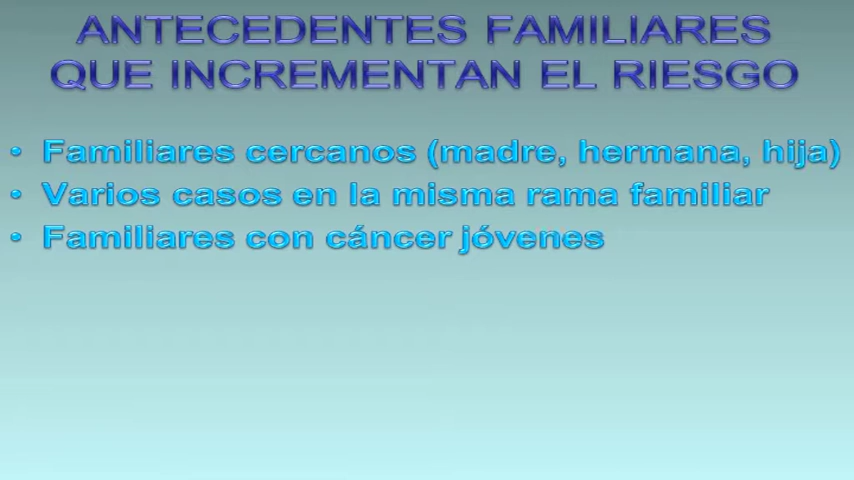 ANTECEDENTES FAMILIARES
QUE INCREMENTAN EL RIESGO
• Familiares cercanos (madre, hermana, hija)
• Varios casos en la misma rama familiar
• Familiares con cáncer jóvenes